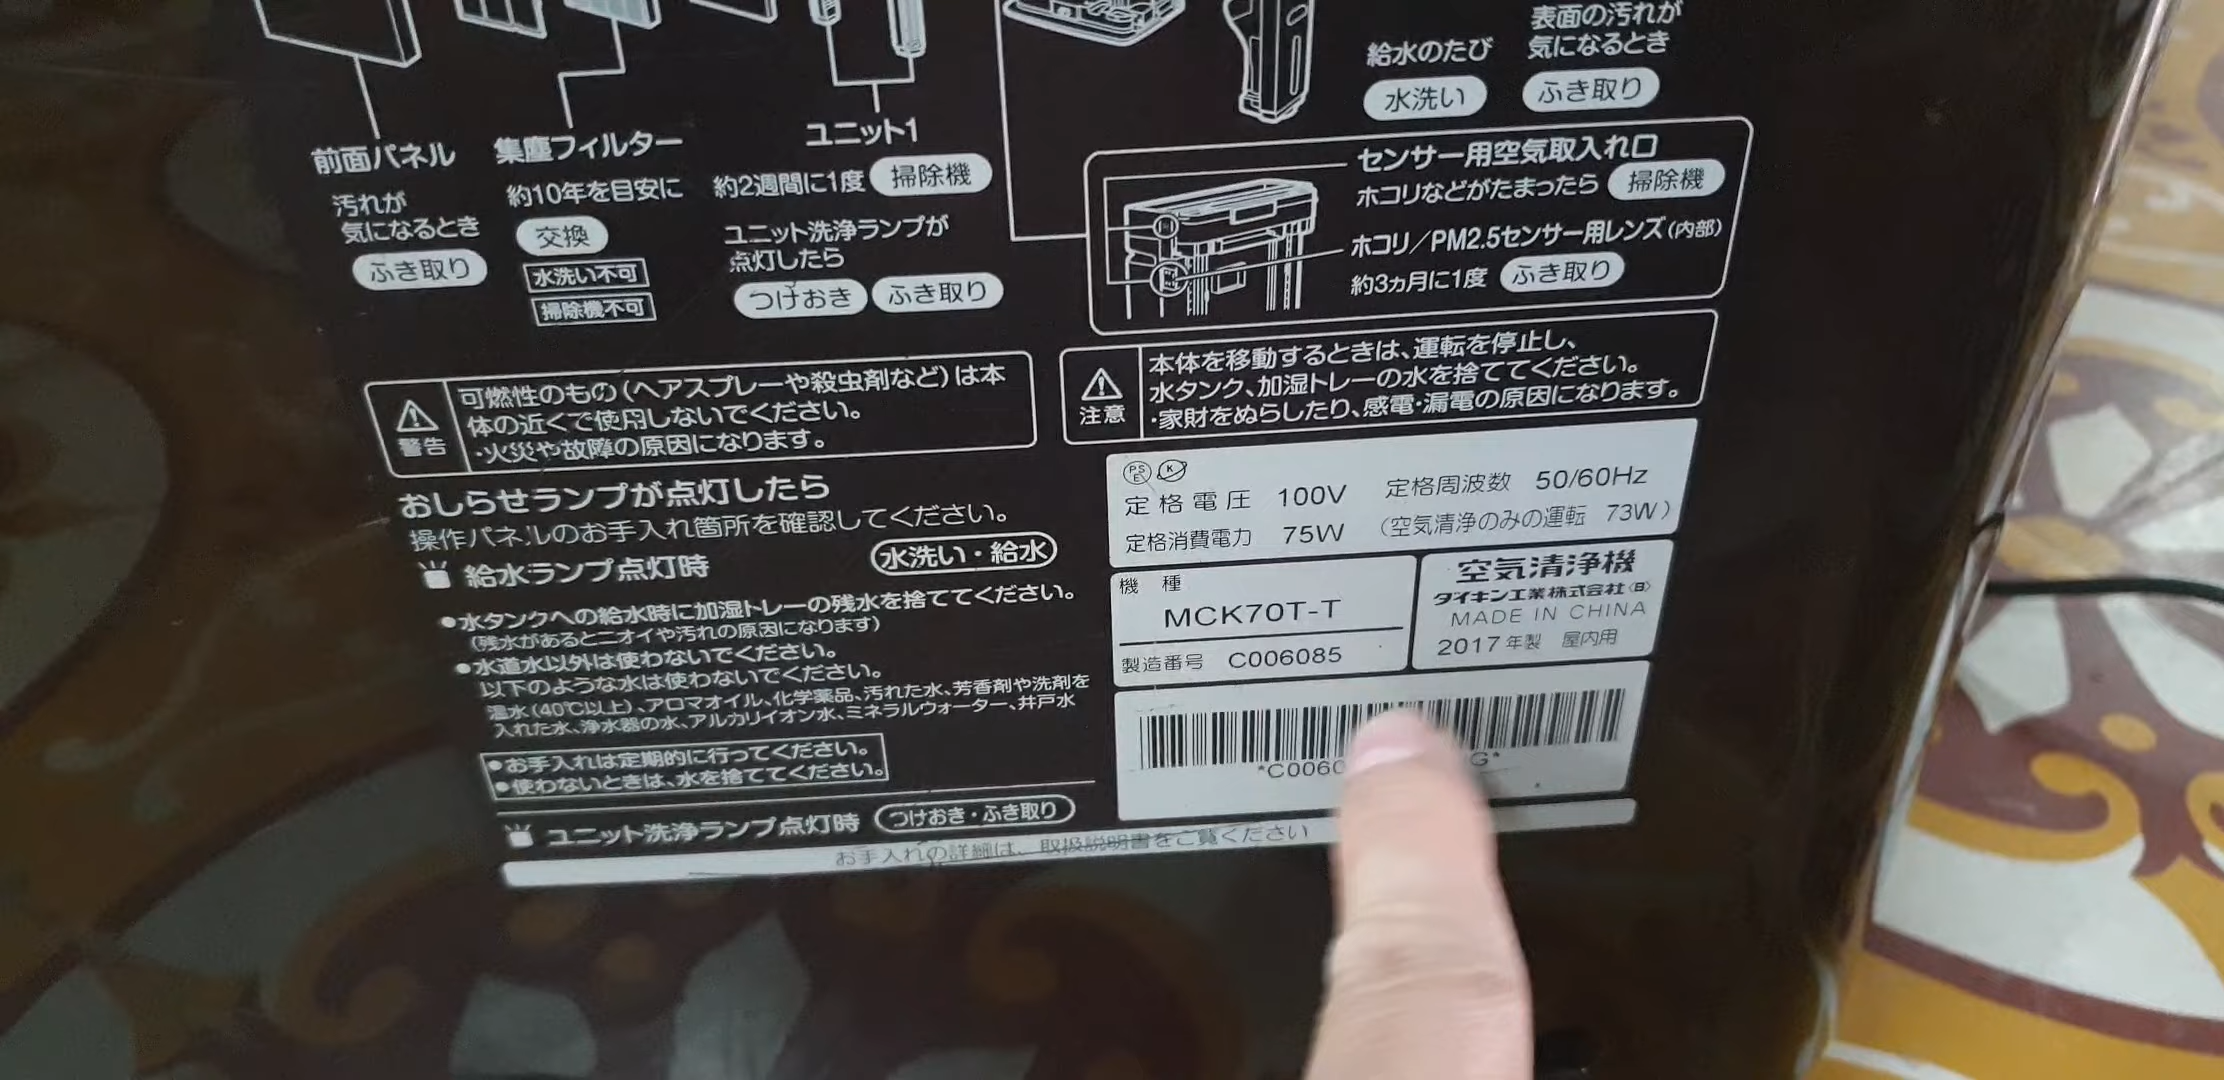 前面パネル
汚れが
気になるとき
ふき取り
集塵フィルター
約10年を目安に
交換
水洗い不可
掃除機不可
ユニット1
約2週間に1度 掃除機
ユニット洗浄ランプが
点灯したら
つけおき ふき取り
給水のたび
水洗い
表面の汚れが
気になるとき
ふき取り
センサー用空気取入れ口
ホコリなどがたまったら 掃除機
ホコリ/PM2.5センサー用レンズ(内部)
約3ヵ月に1度 ふき取り
警告
可燃性のもの(ヘアスプレーや殺虫剤など)は本
体の近くで使用しないでください。
・火災や故障の原因になります。
注意
本体を移動するときは、運転を停止し、
水タンク、加湿トレーの水を捨ててください。
・家財をぬらしたり、感電・漏電の原因になります。
おしらせランプが点灯したら
操作パネルのお手入れ箇所を確認してください。
給水ランプ点灯時 水洗い・給水
●水タンクへの給水時に加湿トレーの残水を捨ててください。
(残水があるとニオイや汚れの原因になります)
●水道水以外は使わないでください。
以下のような水は使わないでください。
温水(40℃以上)、アロマオイル、化学薬品、汚れた水、芳香剤や洗剤を
入れた水、浄水器の水、アルカリイオン水、ミネラルウォーター、井戸水
●お手入れは定期的に行ってください。
●使わないときは、水を捨ててください。
ユニット洗浄ランプ点灯時 つけおき・ふき取り
お手入れの詳細は、取扱説明書をご覧ください
PS
E
K
定格電圧 100V 定格周波数 50/60Hz
定格消費電力 75W (空気清浄のみの運転 73W)
機種
MCK70T-T
製造番号 C006085
空気清浄機
ダイキン工業株式会社〈B〉
MADE IN CHINA
2017年製 屋内用
*C006 G*